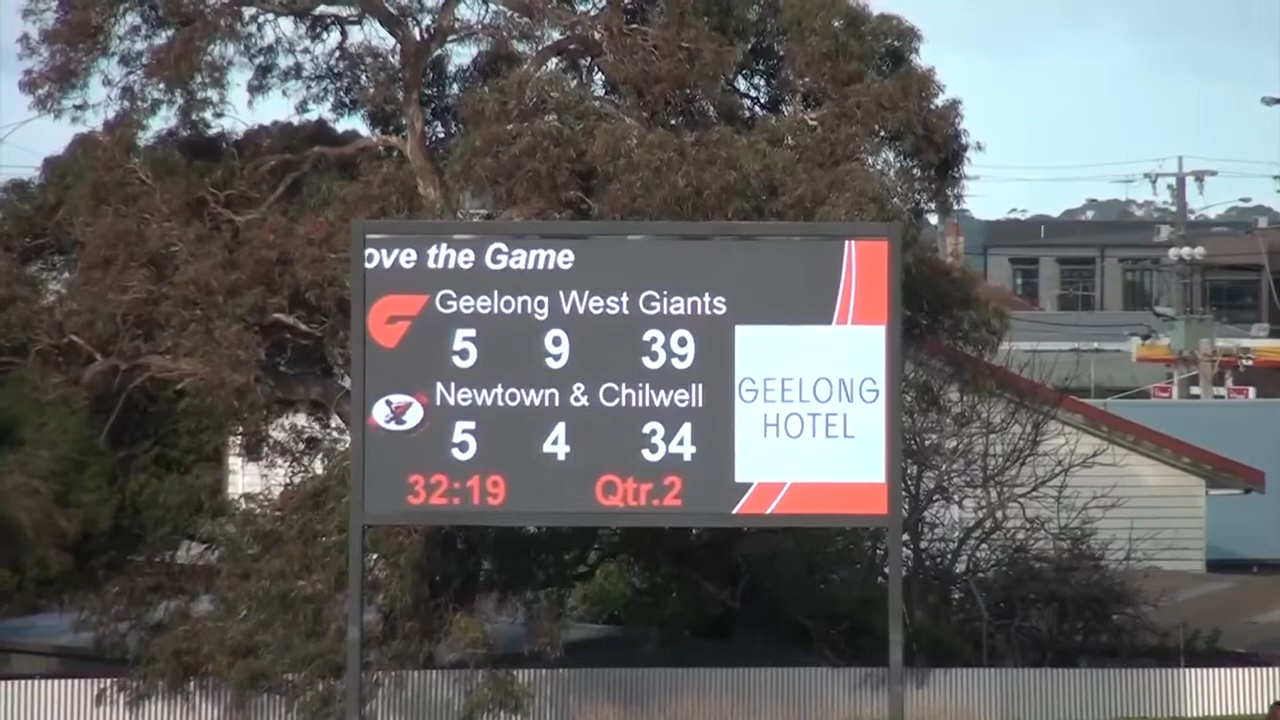 ove the Game
Geelong West Giants
5 9 39
Newtown & Chilwell
5 4 34
32:19 Qtr.2
GEELONG
HOTEL